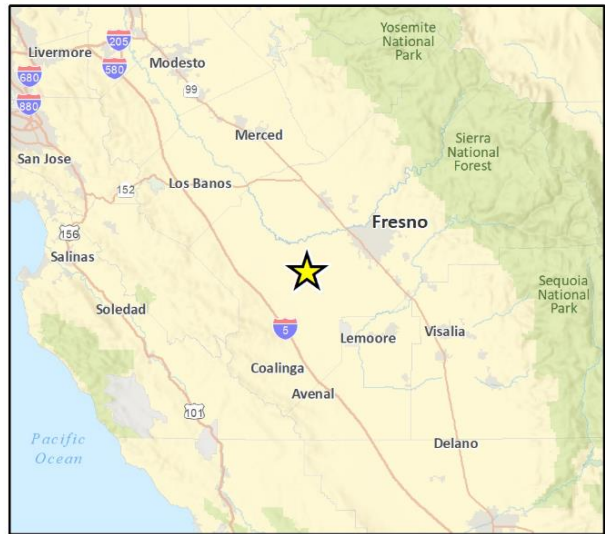 Yosemite
National
Park
205
Livermore
580
Modesto
680
99
880
Merced
Sierra
National
Forest
San Jose
152
Los Banos
Fresno
156
Salinas
Sequoia
National
Park
Soledad
5
Lemoore
Visalia
Coalinga
Avenal
101
Pacific
Ocean
Delano